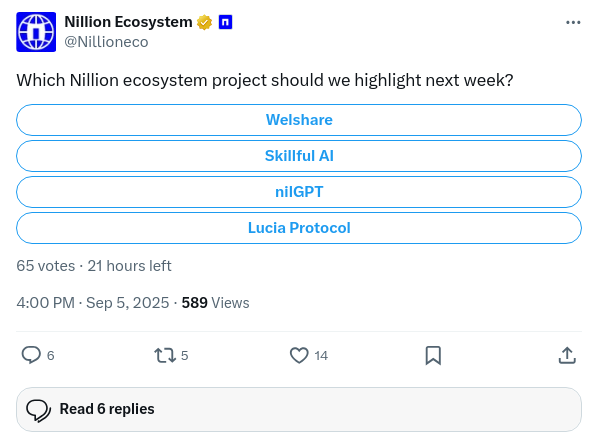 Nillion Ecosystem
@Nillioneco
Which Nillion ecosystem project should we highlight next week?
Welshare
Skillful AI
nilGPT
Lucia Protocol
65 votes · 21 hours left
4:00 PM · Sep 5, 2025 · 589 Views
6 5 14
Read 6 replies